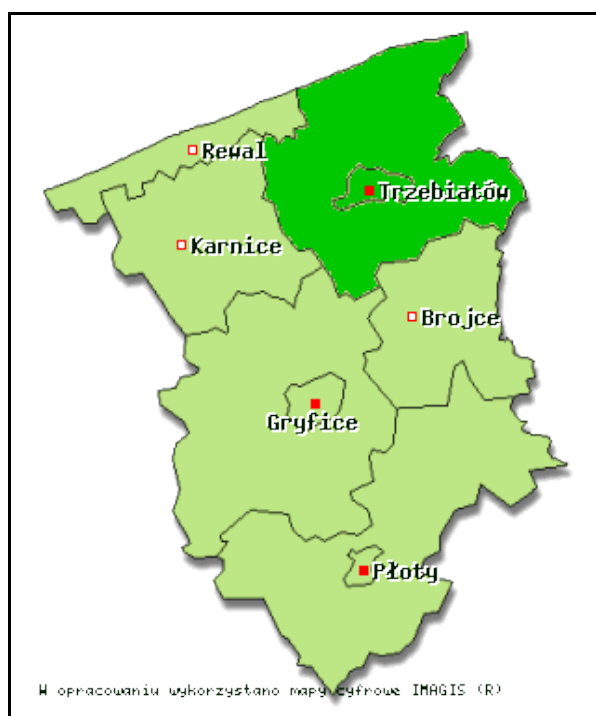 Rewal
Trzebiatów
Karnice
Brojce
Gryfice
Płoty
W opracowaniu wykorzystano mapy cyfrowe IMAGIS (R)